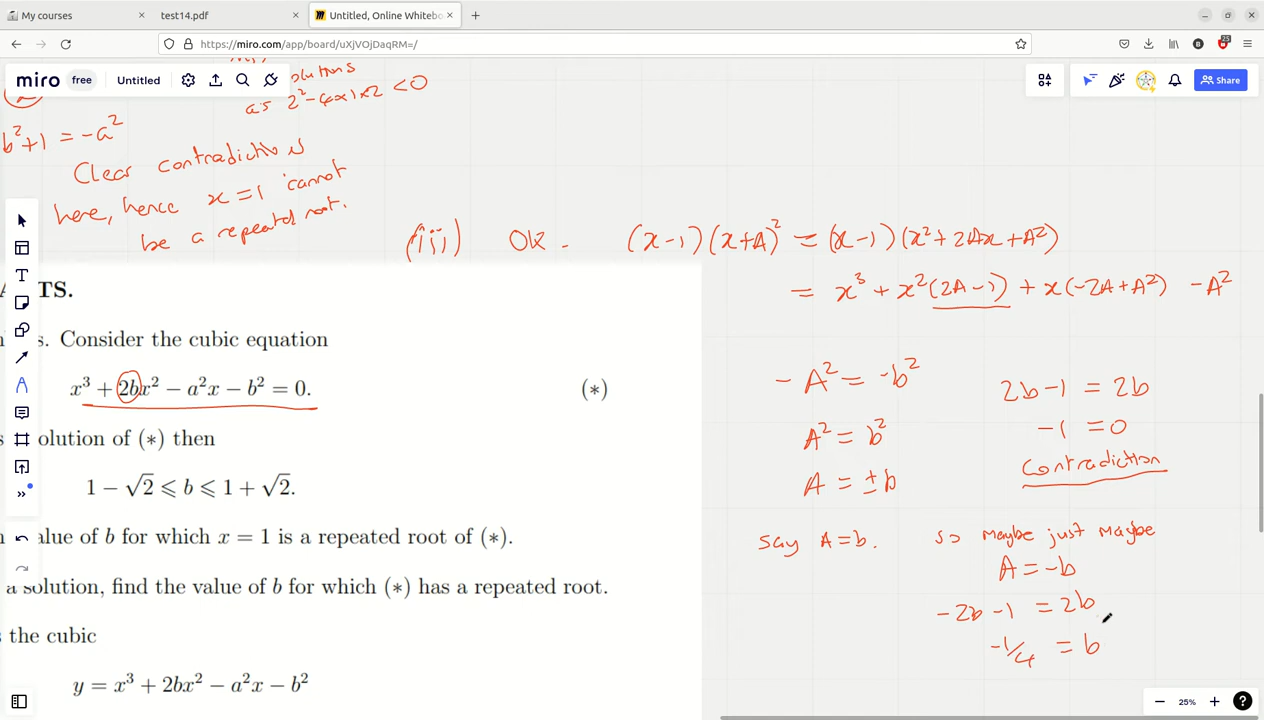 My courses
test14.pdf
Untitled, Online Whitebo
https://miro.com/app/board/uXjVOjDaqRM=/
miro
free
Untitled
Share
olutions
as 2² - 4×1×2 < 0
b² + 1 = -a²
Clear contradiction
here, hence x = 1 cannot
be a repeated root.
(iii) OK - (x-1)(x+A)² = (x-1)(x² + 2Ax + A²)
= x³ + x²(2A-1) + x(-2A+A²) - A²
TS.
s. Consider the cubic equation
x³ + 2bx² − a²x − b² = 0. (∗)
olution of (∗) then
1 − √2 ⩽ b ⩽ 1 + √2.
alue of b for which x = 1 is a repeated root of (∗).
a solution, find the value of b for which (∗) has a repeated root.
s the cubic
y = x³ + 2bx² − a²x − b²
- A² = -b²
A² = b²
A = ± b
say A = b.
2b - 1 = 2b
-1 = 0
Contradiction
so maybe just maybe
A = -b
-2b - 1 = 2b
-1/4 = b
25%